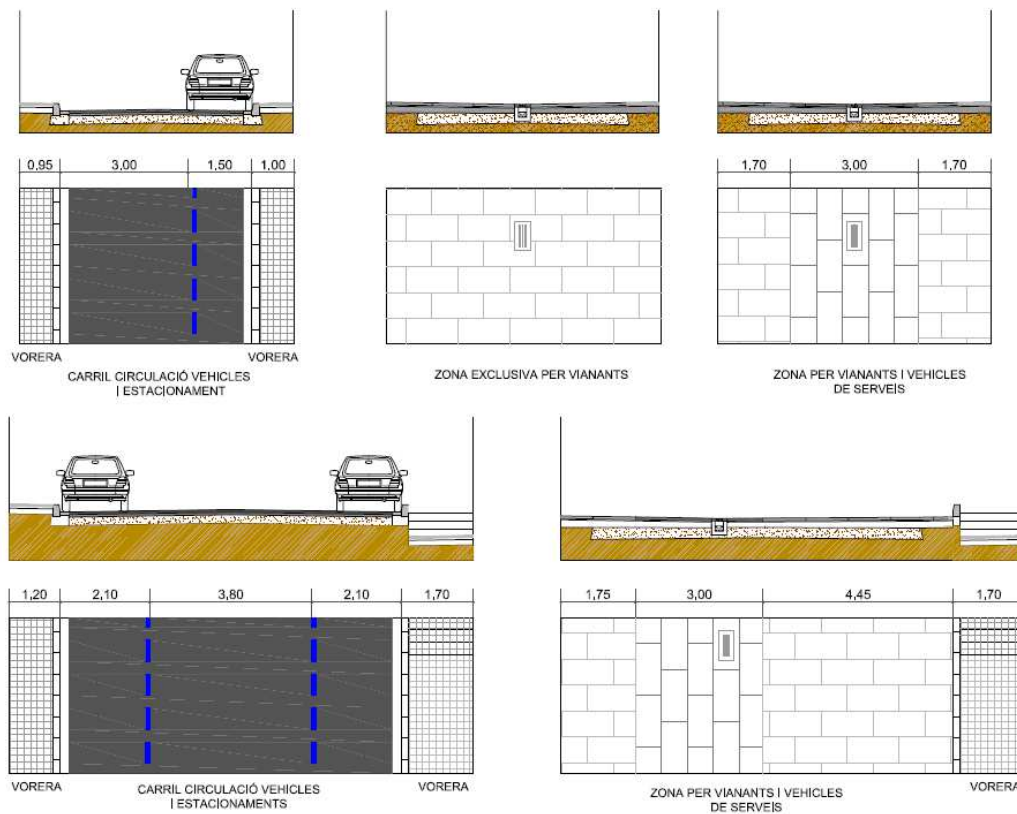 0,95 3,00 1,50 1,00
1,70 3,00 1,70
VORERA VORERA
CARRIL CIRCULACIÓ VEHICLES
I ESTACIONAMENT
ZONA EXCLUSIVA PER VIANANTS
ZONA PER VIANANTS I VEHICLES
DE SERVEIS
1,20 2,10 3,80 2,10 1,70
1,75 3,00 4,45 1,70
VORERA VORERA
CARRIL CIRCULACIÓ VEHICLES
I ESTACIONAMENTS
ZONA PER VIANANTS I VEHICLES
DE SERVEIS
VORERA